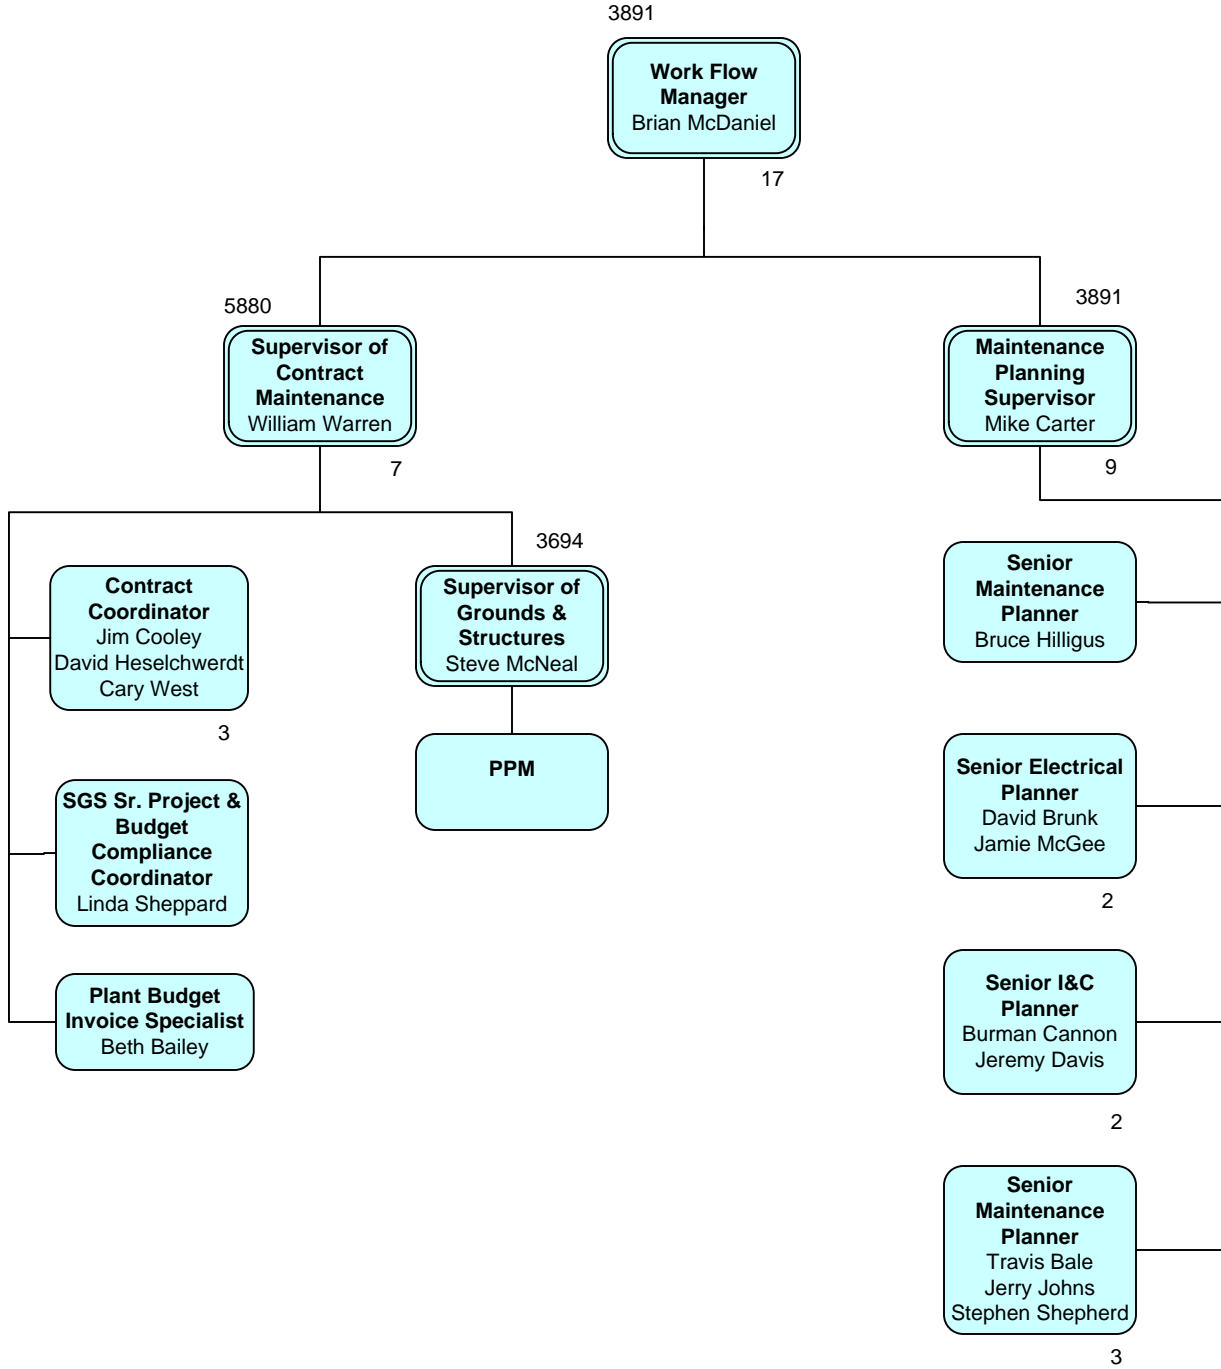 3891
Work Flow
Manager
Brian McDaniel
17
5880
Supervisor of
Contract
Maintenance
William Warren
7
3891
Maintenance
Planning
Supervisor
Mike Carter
9
Contract
Coordinator
Jim Cooley
David Heselchwerdt
Cary West
3
SGS Sr. Project &
Budget
Compliance
Coordinator
Linda Sheppard
Plant Budget
Invoice Specialist
Beth Bailey
3694
Supervisor of
Grounds &
Structures
Steve McNeal
PPM
Senior
Maintenance
Planner
Bruce Hilligus
Senior Electrical
Planner
David Brunk
Jamie McGee
2
Senior I&C
Planner
Burman Cannon
Jeremy Davis
2
Senior
Maintenance
Planner
Travis Bale
Jerry Johns
Stephen Shepherd
3